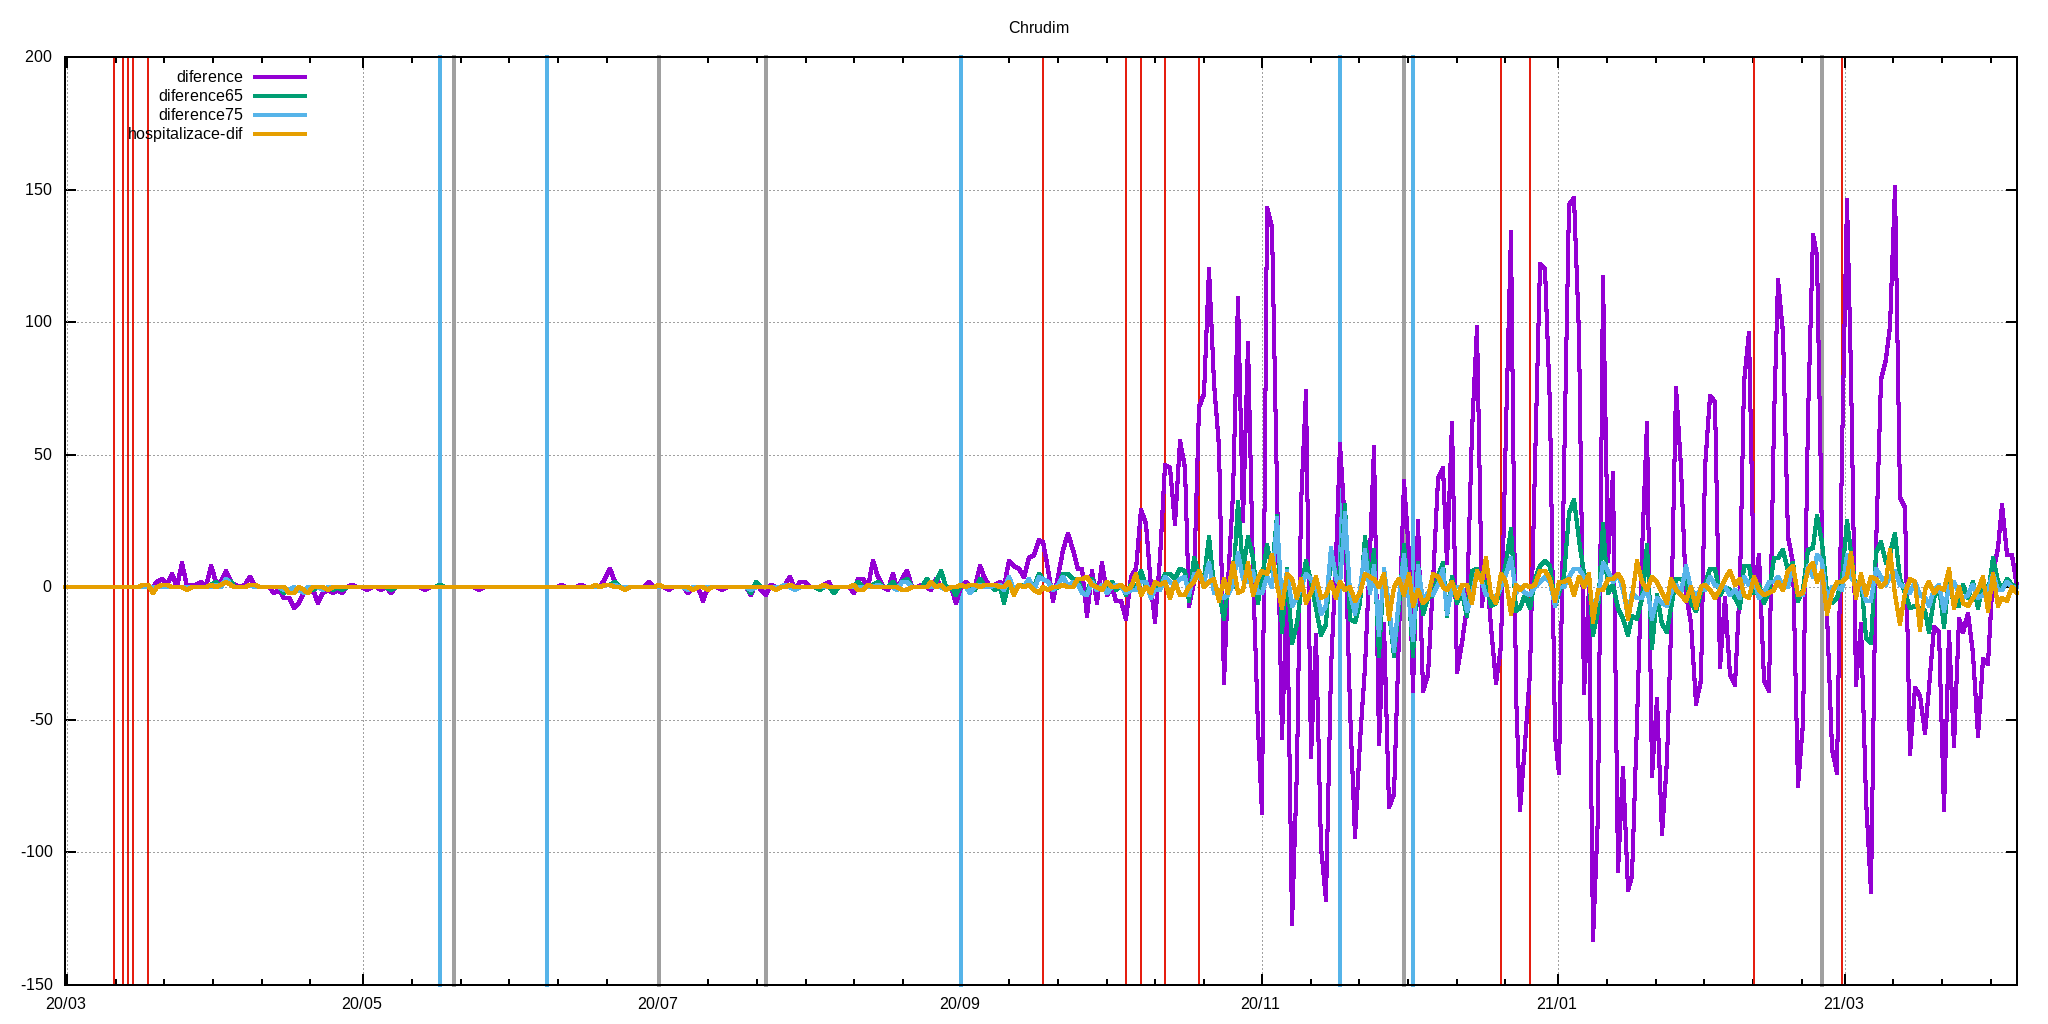 Chrudim
200
150
100
50
0
-50
-100
-150
diference
diference65
diference75
hospitalizace-dif
20/03 20/05 20/07 20/09 20/11 21/01 21/03